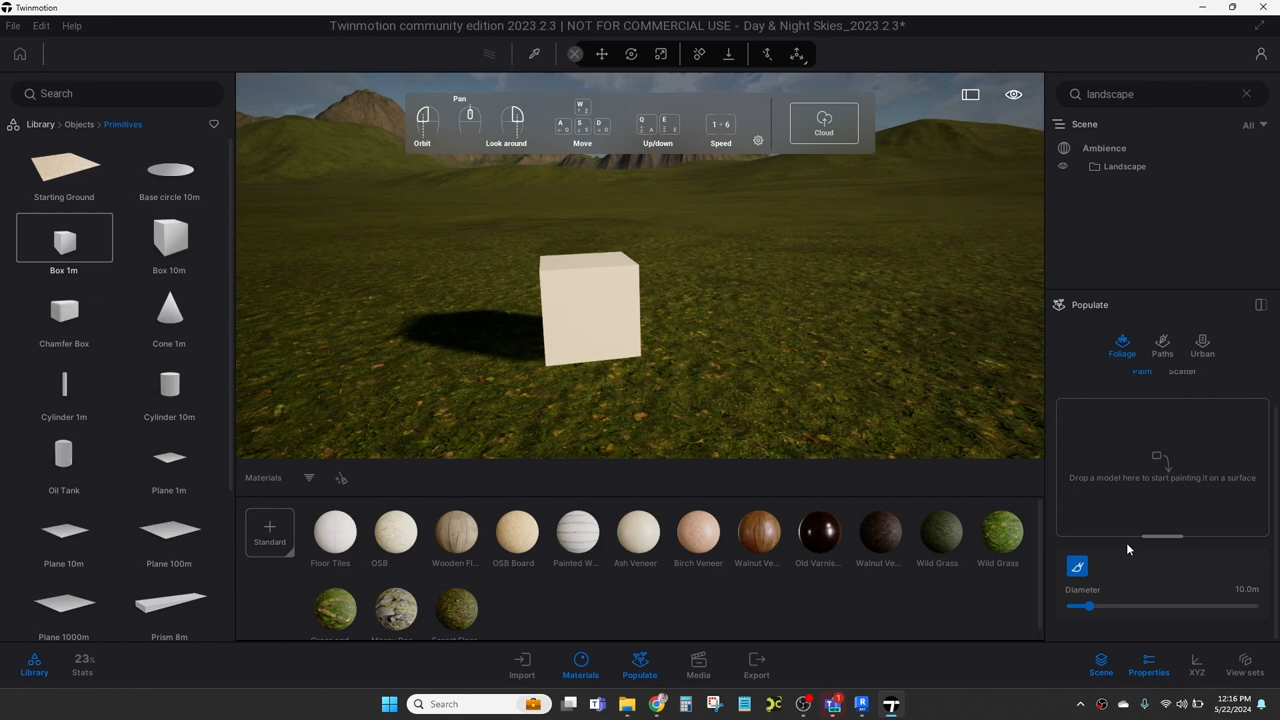 Twinmotion
File Edit Help
Twinmotion community edition 2023.2.3 | NOT FOR COMMERCIAL USE - Day & Night Skies_2023.2.3*
Search
Library > Objects > Primitives
Starting Ground
Base circle 10m
Box 1m
Box 10m
Chamfer Box
Cone 1m
Cylinder 1m
Cylinder 10m
Oil Tank
Plane 1m
Plane 10m
Plane 100m
Plane 1000m
Prism 8m
Pan
Orbit
Look around
Move
Q E
Up/down
1 ÷ 6
Speed
Cloud
Materials
+
Standard
Floor Tiles
OSB
Wooden Fl...
OSB Board
Painted W...
Ash Veneer
Birch Veneer
Walnut Ve...
Old Varnis...
Walnut Ve...
Wild Grass
Wild Grass
landscape
Scene
All
Ambience
Landscape
Populate
Foliage Paths Urban
Paint Scatter
Drop a model here to start painting it on a surface
Diameter 10.0m
Library
23%
Stats
Import
Materials
Populate
Media
Export
Scene
Properties
XYZ
View sets
Search
12:16 PM
5/22/2024